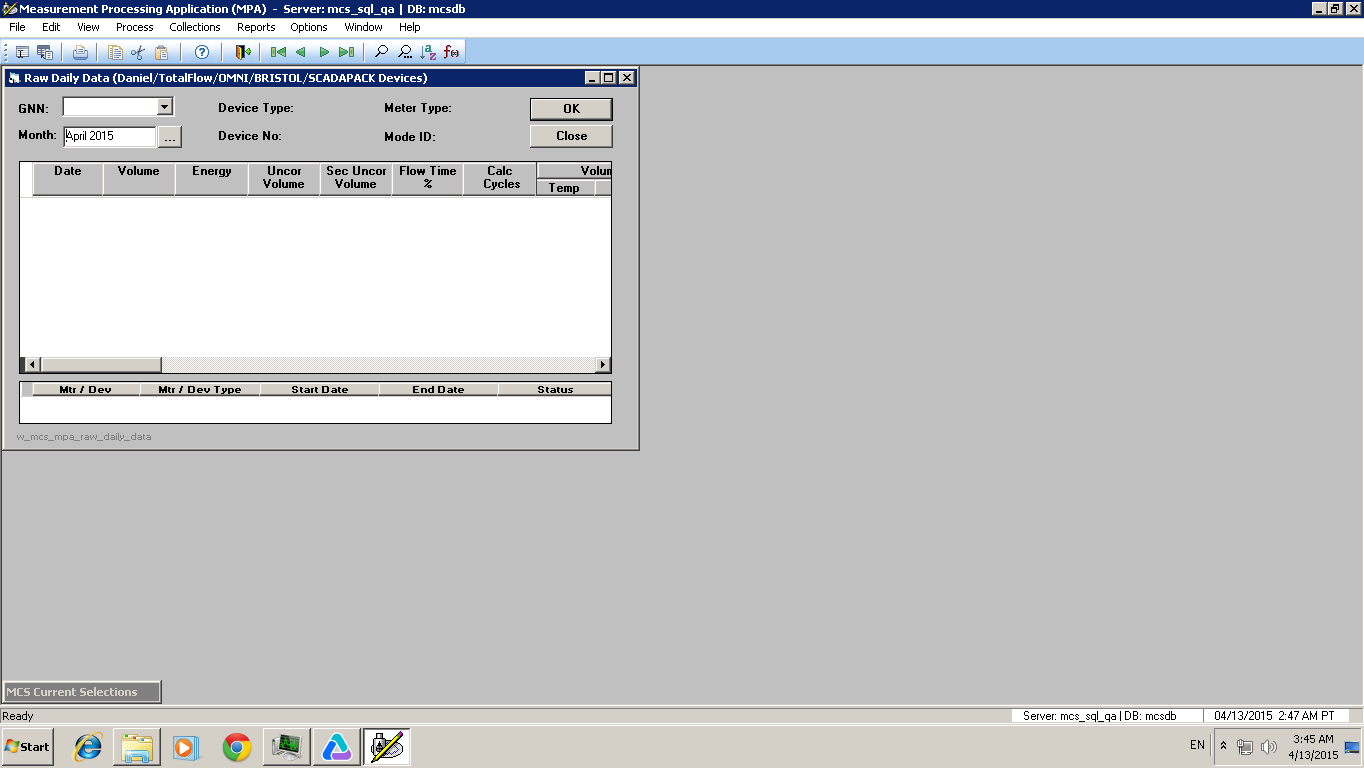 Measurement Processing Application (MPA) - Server: mcs_sql_qa | DB: mcsdb
File Edit View Process Collections Reports Options Window Help
Raw Daily Data (Daniel/TotalFlow/OMNI/BRISTOL/SCADAPACK Devices)
GNN: Device Type: Meter Type: OK
Month: April 2015 ... Device No: Mode ID: Close
Date Volume Energy Uncor Volume Sec Uncor Volume Flow Time % Calc Cycles Volum
Temp
Mtr / Dev Mtr / Dev Type Start Date End Date Status
w_mcs_mpa_raw_daily_data
MCS Current Selections
Ready Server: mcs_sql_qa | DB: mcsdb 04/13/2015 2:47 AM PT
Start EN 3:45 AM
4/13/2015